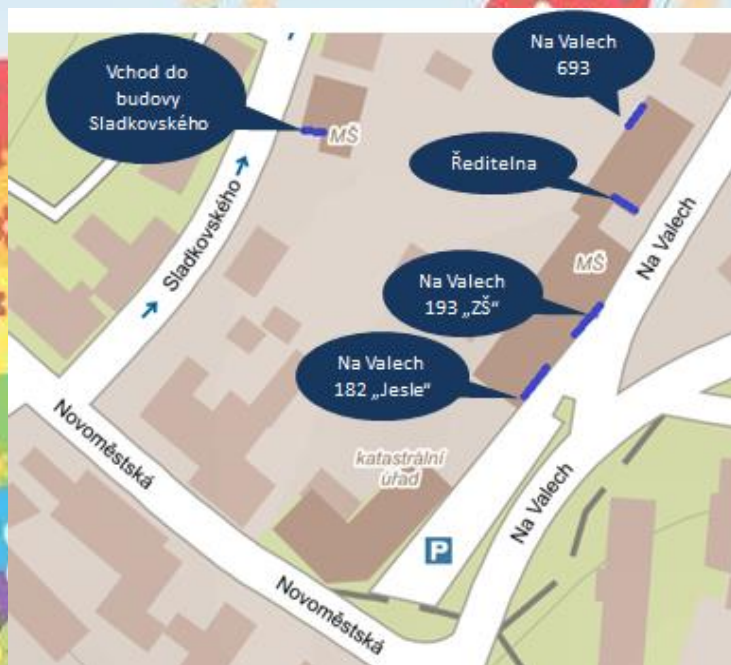 Vchod do
budovy
Sladkovského
Na Valech
693
MŠ
Ředitelna
Sladkovského
Na Valech
MŠ
Na Valech
193 „ZŠ“
Na Valech
182 „Jesle“
Novoměstská
katastrální
úřad
Na Valech
P
Novoměstská